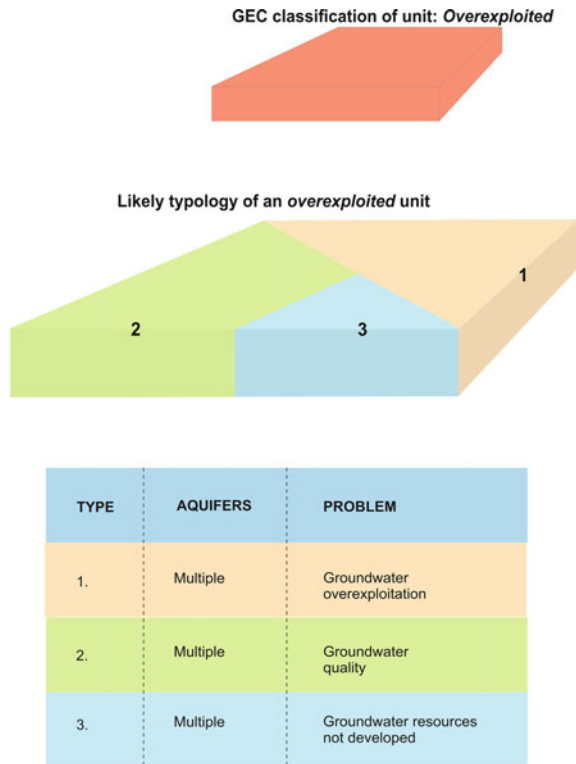 GEC classification of unit: Overexploited
Likely typology of an overexploited unit
1
2
3
TYPE AQUIFERS PROBLEM
1. Multiple Groundwater
overexploitation
2. Multiple Groundwater
quality
3. Multiple Groundwater resources
not developed